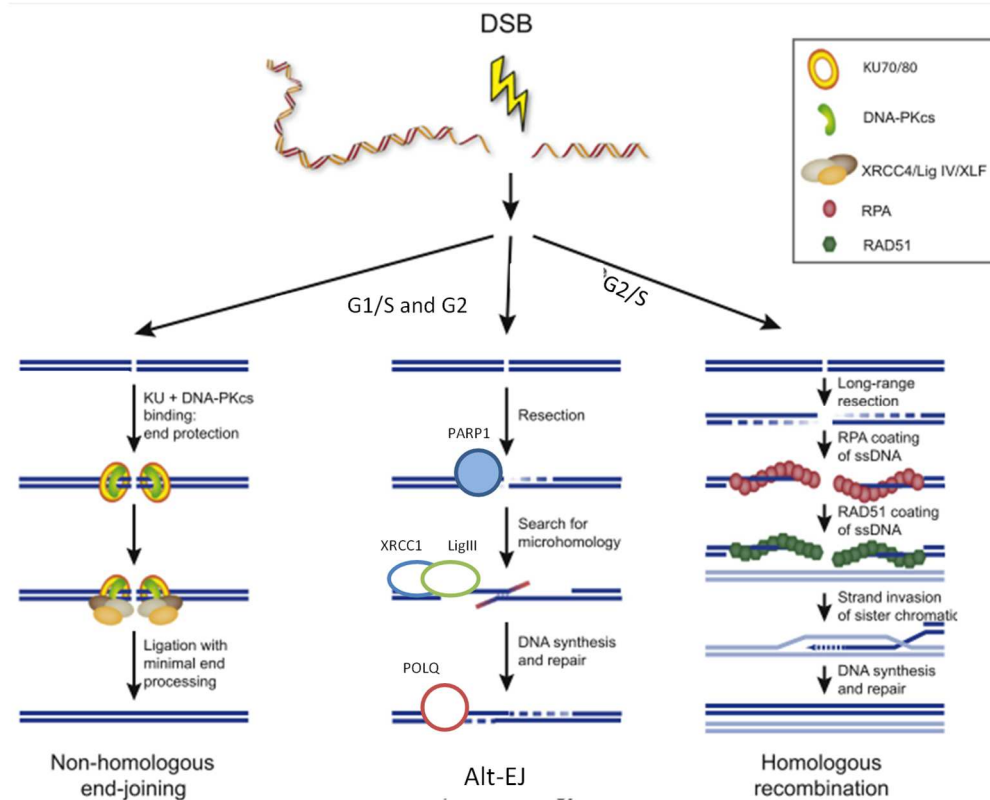 DSB
KU70/80
DNA-PKcs
XRCC4/Lig IV/XLF
RPA
RAD51
G1/S and G2
G2/S
KU + DNA-PKcs
binding:
end protection
Ligation with
minimal end
processing
Non-homologous
end-joining
Resection
PARP1
Search for
microhomology
XRCC1
LigIII
DNA synthesis
and repair
POLQ
Alt-EJ
Long-range
resection
RPA coating
of ssDNA
RAD51 coating
of ssDNA
Strand invasion
of sister chromatic
DNA synthesis
and repair
Homologous
recombination